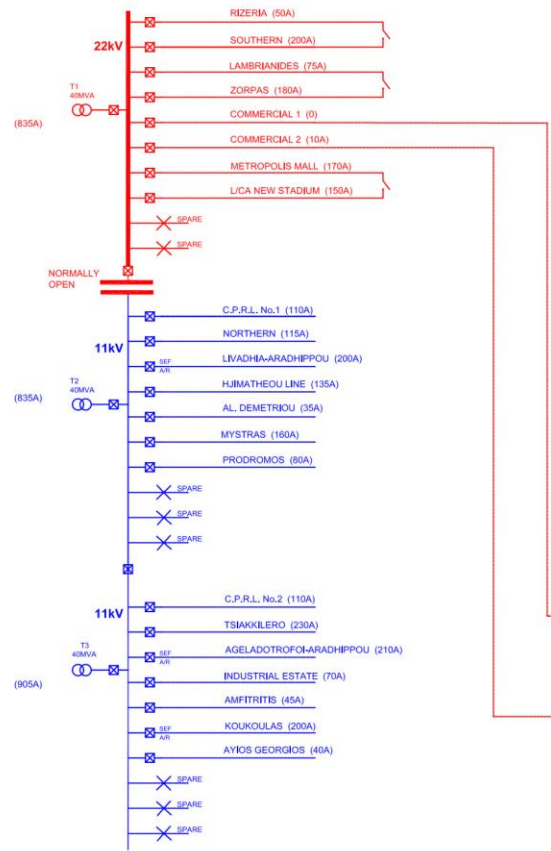 RIZERIA (50A)
22kV
SOUTHERN (200A)
LAMBRIANIDES (75A)
T1
40MVA
ZORPAS (180A)
(835A)
COMMERCIAL 1 (0)
COMMERCIAL 2 (10A)
METROPOLIS MALL (170A)
L/CA NEW STADIUM (150A)
SPARE
SPARE
NORMALLY
OPEN
C.P.R.L. No.1 (110A)
NORTHERN (115A)
11kV
SEF
A/R
LIVADHIA-ARADHIPPOU (200A)
T2
40MVA
HJIMATHEOU LINE (135A)
(835A)
AL. DEMETRIOU (35A)
MYSTRAS (160A)
PRODROMOS (80A)
SPARE
SPARE
SPARE
C.P.R.L. No.2 (110A)
11kV
TSIAKKILERO (230A)
T3
40MVA
SEF
A/R
AGELADOTROFOI-ARADHIPPOU (210A)
(905A)
INDUSTRIAL ESTATE (70A)
AMFITRITIS (45A)
SEF
A/R
KOUKOULAS (200A)
AYIOS GEORGIOS (40A)
SPARE
SPARE
SPARE